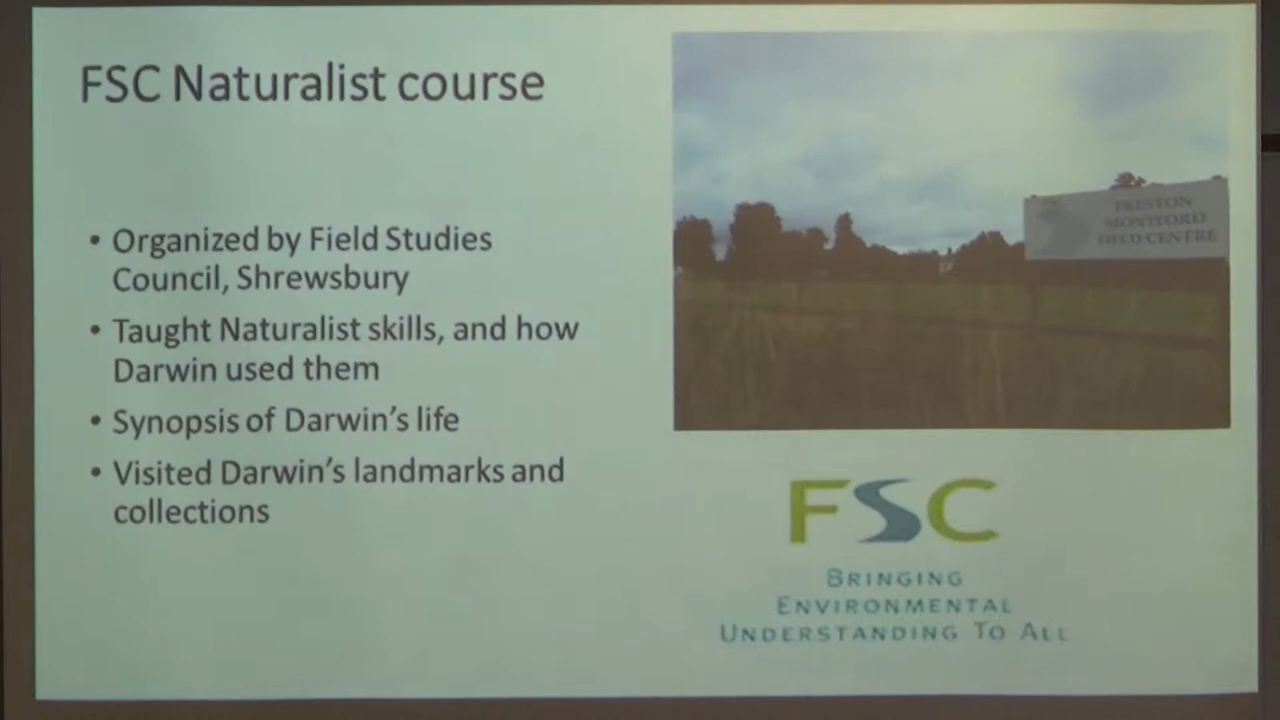 FSC Naturalist course
• Organized by Field Studies
Council, Shrewsbury
• Taught Naturalist skills, and how
Darwin used them
• Synopsis of Darwin's life
• Visited Darwin's landmarks and
collections
PRESTON
MONTFORD
FIELD CENTRE
FSC
BRINGING
ENVIRONMENTAL
UNDERSTANDING TO ALL